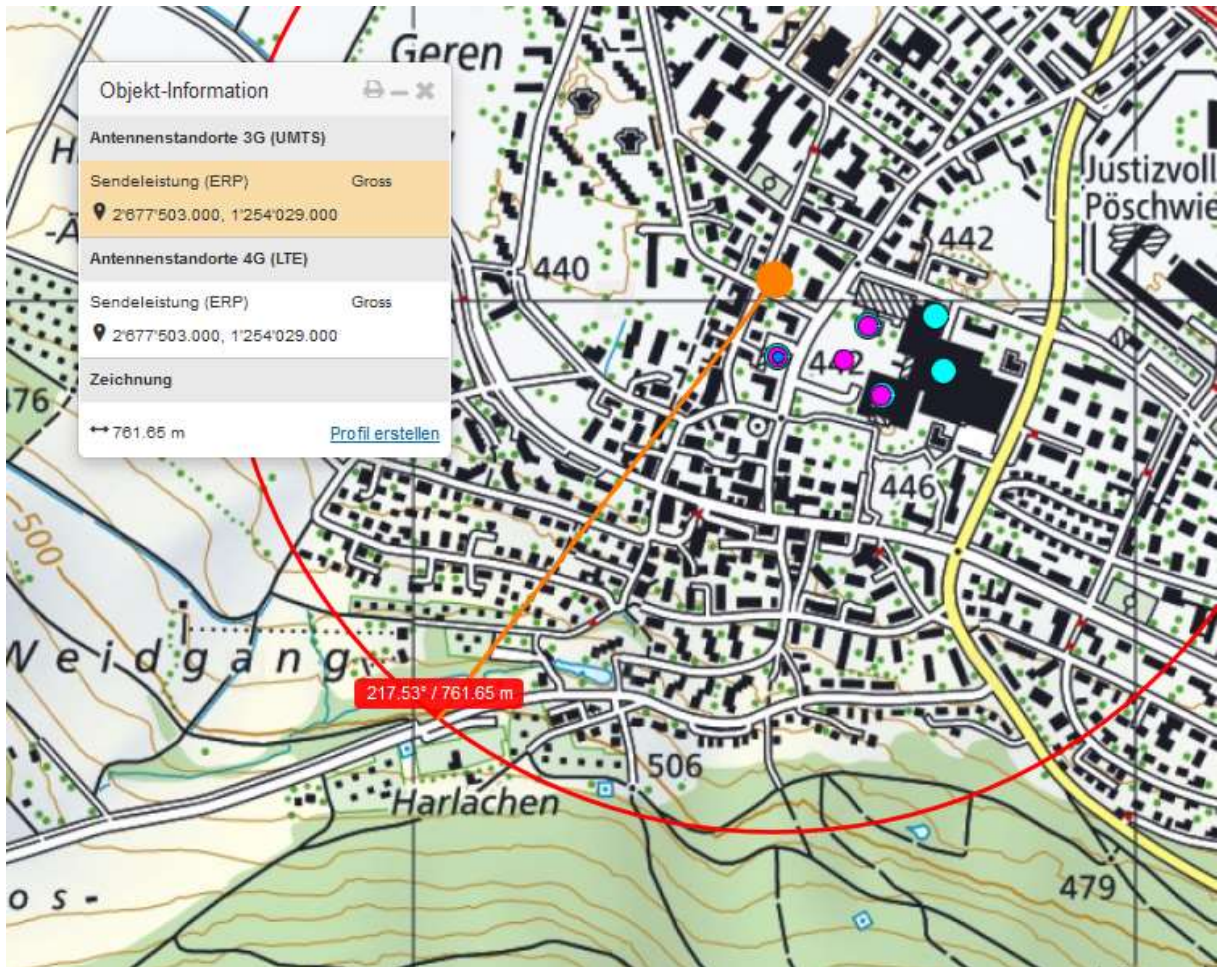 Geren
Objekt-Information
Antennenstandorte 3G (UMTS)
Sendeleistung (ERP) Gross
2'677'503.000, 1'254'029.000
Antennenstandorte 4G (LTE)
Sendeleistung (ERP) Gross
2'677'503.000, 1'254'029.000
Zeichnung
761.65 m Profil erstellen
Justizvoll
Pöschwie
442
440
442
476
446
500
Weidgang
217.53° / 761.65 m
506
Harlachen
479
os-